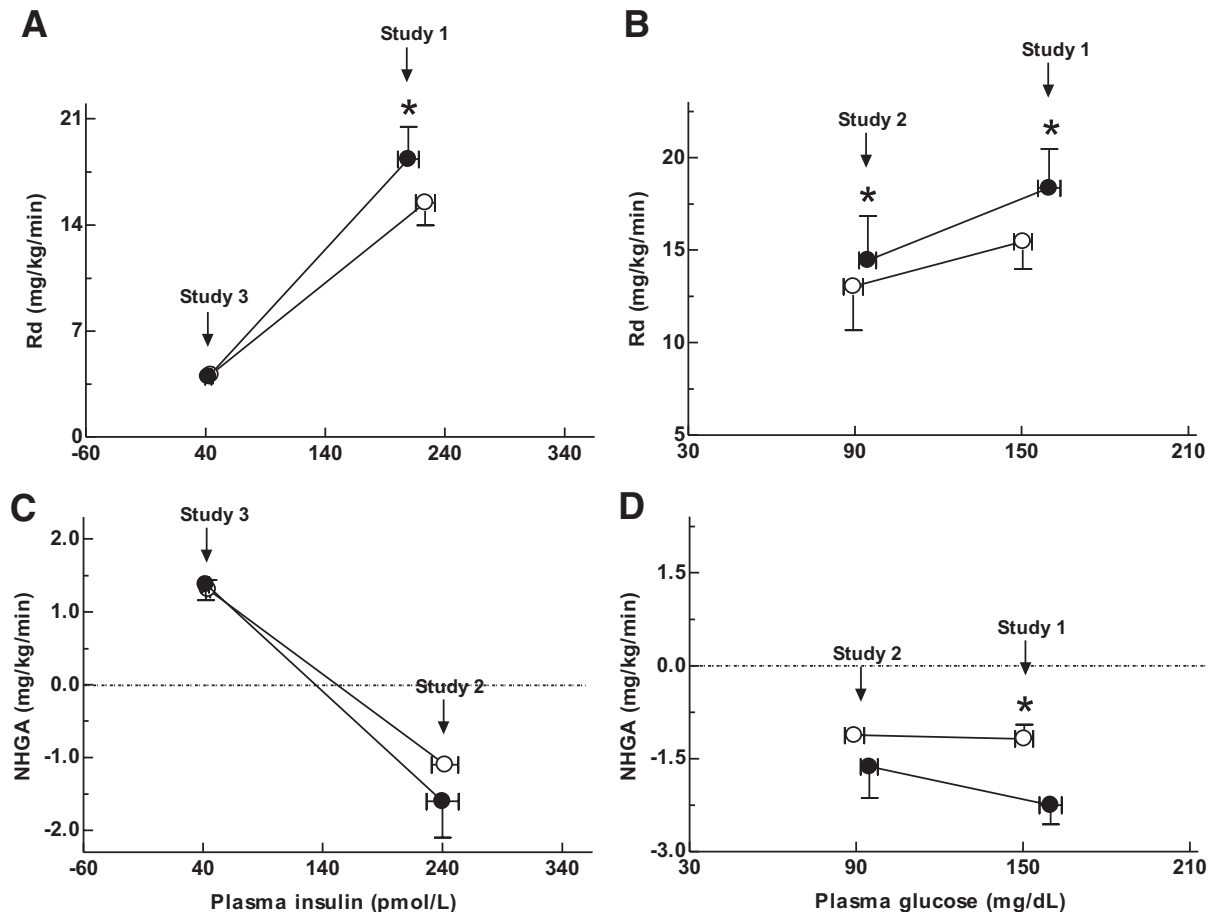 A
Study 1
*
21
14
7
0
Rd (mg/kg/min)
Study 3
-60
40
140
240
340
B
Study 1
Study 2
*
*
20
15
10
5
Rd (mg/kg/min)
30
90
150
210
C
Study 3
2.0
1.0
0.0
-1.0
-2.0
NHGA (mg/kg/min)
Study 2
-60
40
140
240
340
Plasma insulin (pmol/L)
D
Study 1
Study 2
*
1.5
0.0
-1.5
-3.0
NHGA (mg/kg/min)
30
90
150
210
Plasma glucose (mg/dL)